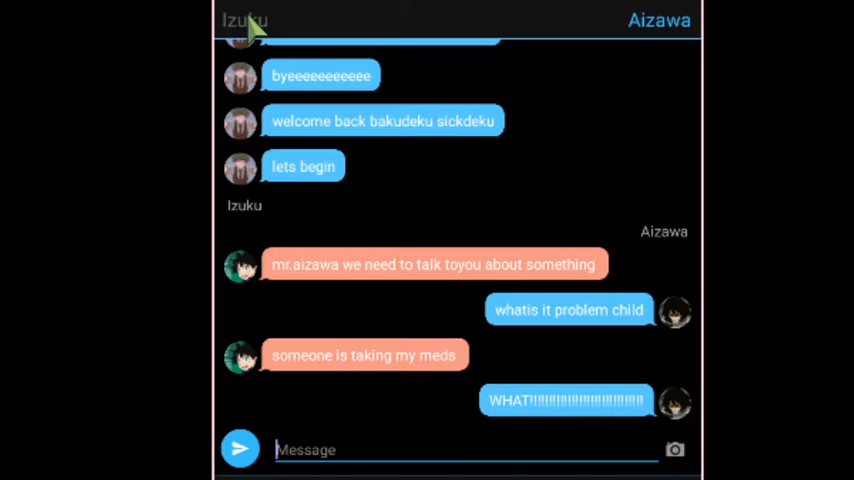 Izuku
Aizawa
byeeeeeeeeeee
welcome back bakudeku sickdeku
lets begin
Izuku
Aizawa
mr.aizawa we need to talk toyou about something
whatis it problem child
someone is taking my meds
WHAT!!!!!!!!!!!!!!!!!!!!!!!!!!!!!
Message